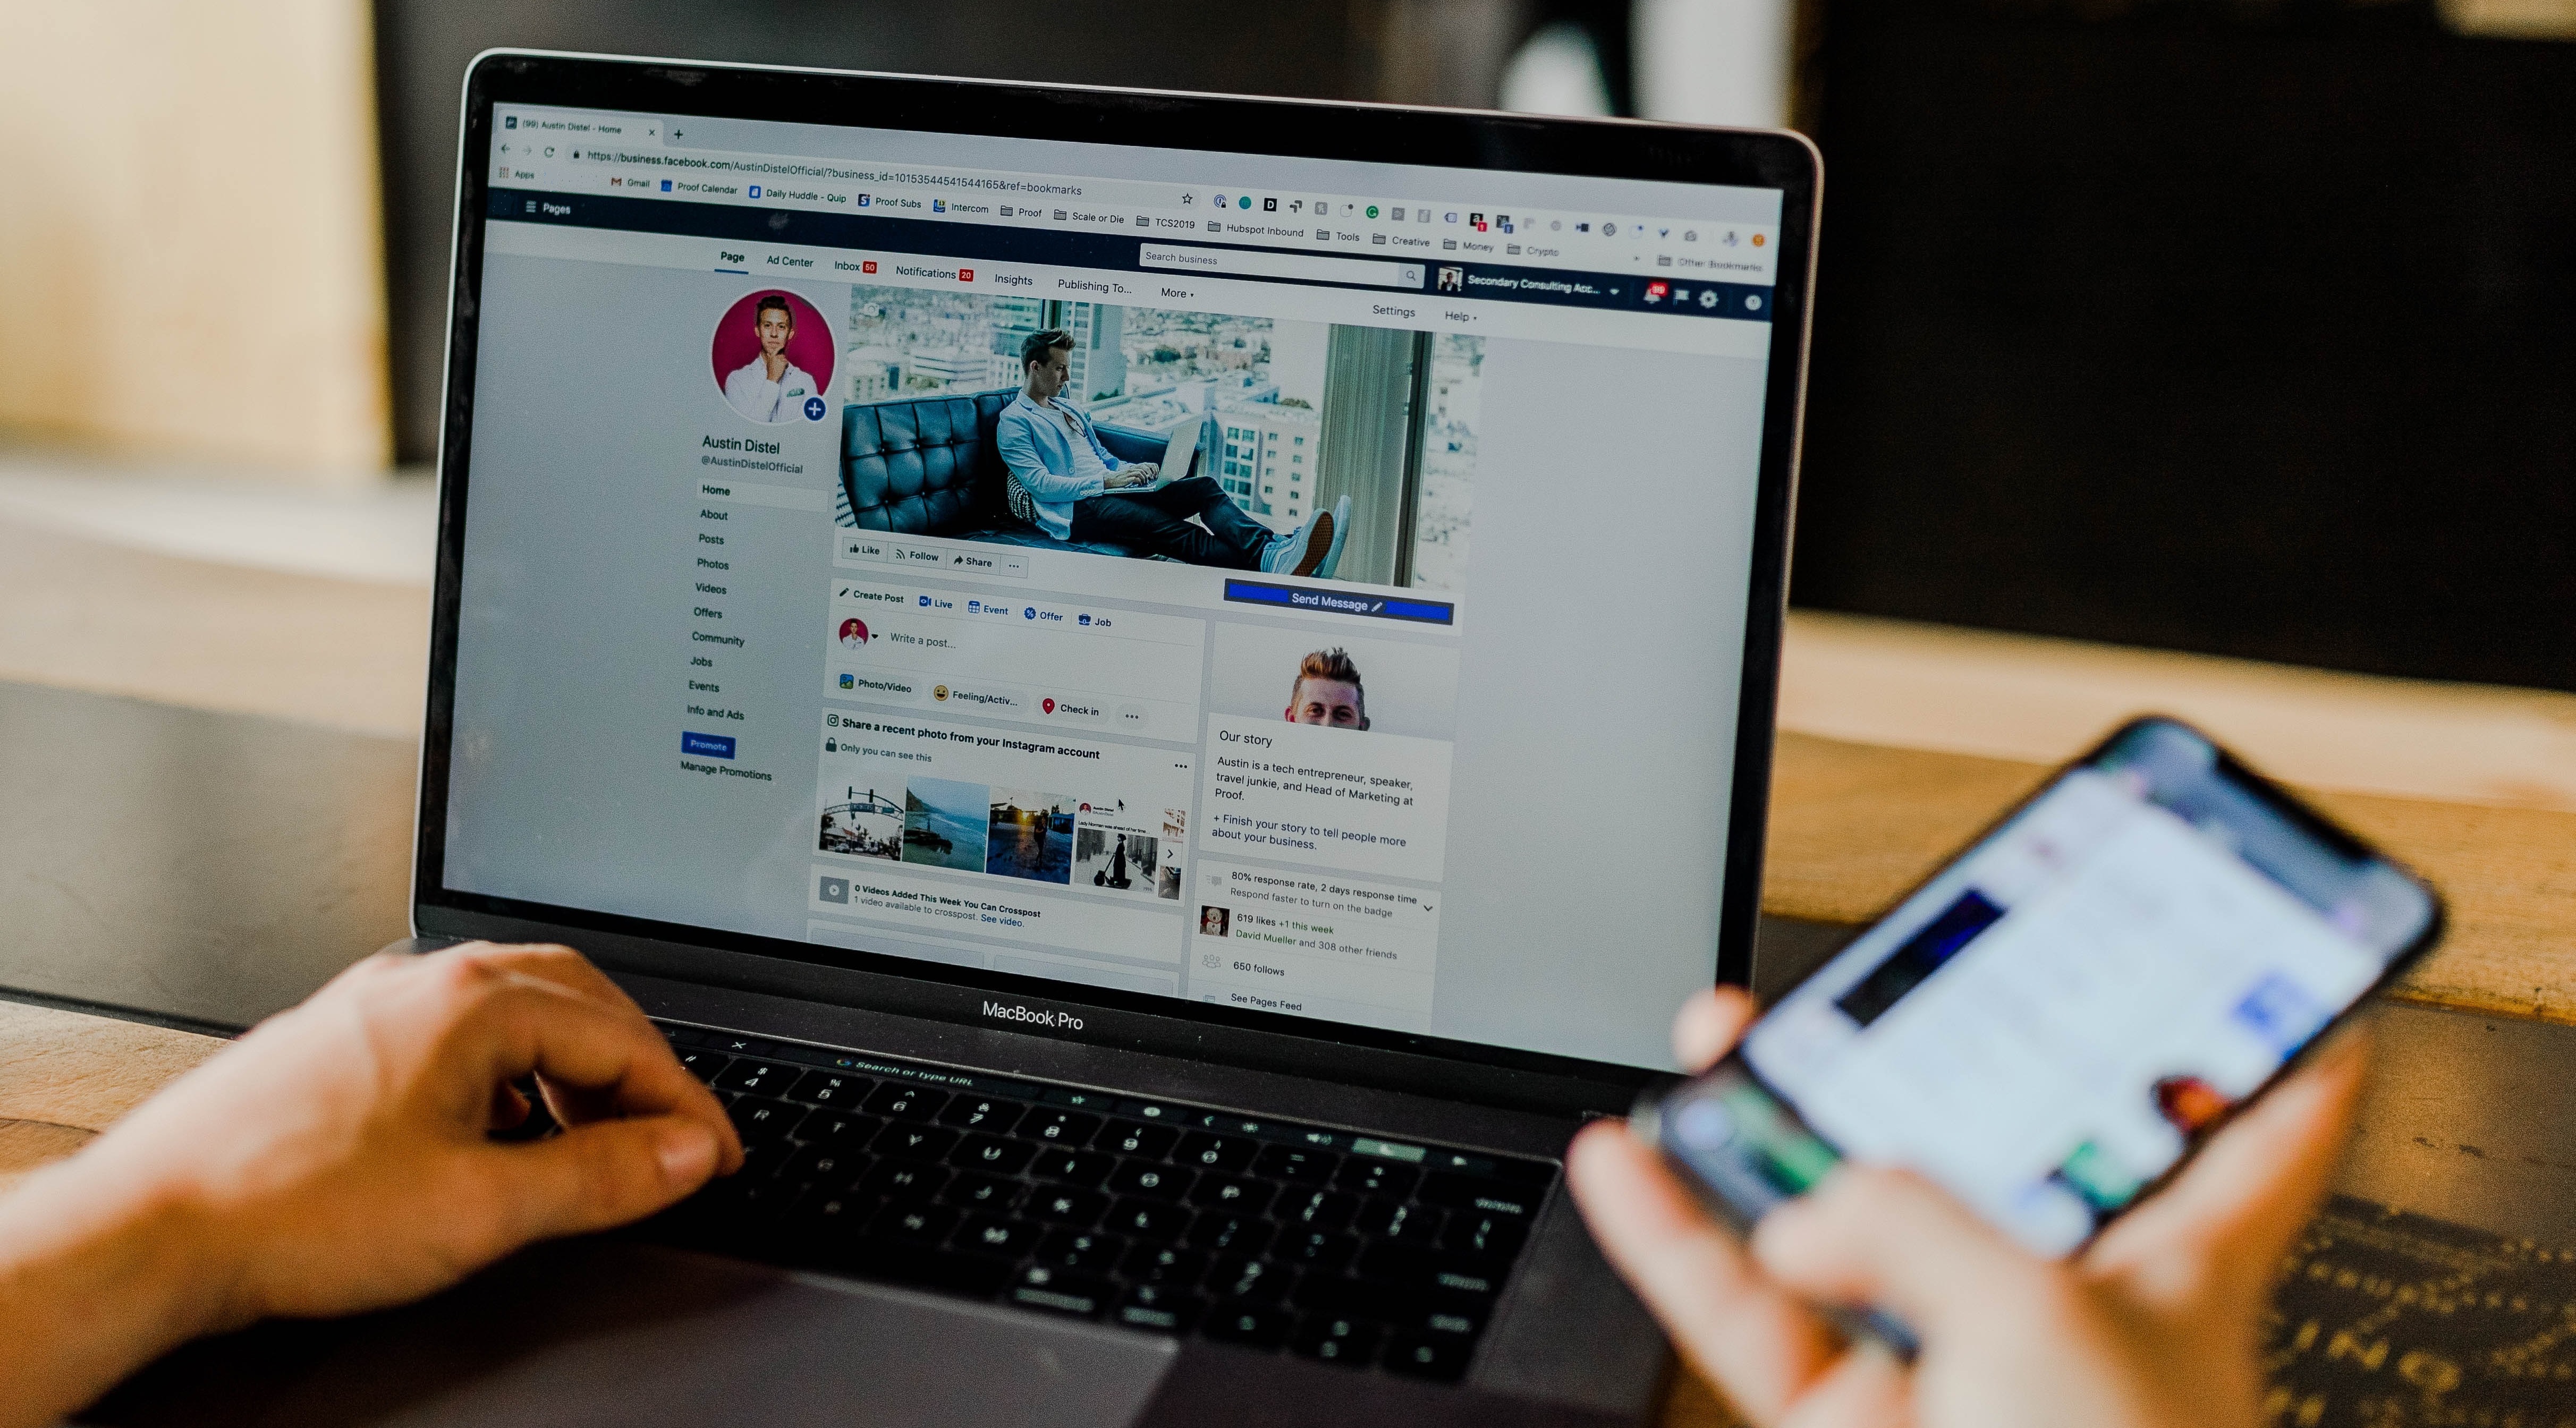 (99) Austin Distel - Home
https://business.facebook.com/AustinDistelOfficial/?business_id=10153544541544165&ref=bookmarks
Apps Gmail Proof Calendar Daily Huddle - Quip Proof Subs Intercom Proof Scale or Die TCS2019 Hubspot Inbound Tools Creative Money Crypto Other Bookmarks
Pages
Search business
Secondary Consulting Acc...
Page Ad Center Inbox 50 Notifications 20 Insights Publishing To... More
Settings Help
Austin Distel
@AustinDistelOfficial
Home
About
Posts
Photos
Videos
Offers
Community
Jobs
Events
Info and Ads
Promote
Manage Promotions
Like Follow Share
Send Message
Create Post Live Event Offer Job
Write a post...
Photo/Video Feeling/Activ... Check in
Share a recent photo from your Instagram account
Only you can see this
0 Videos Added This Week You Can Crosspost
1 video available to crosspost. See video.
Our story
Austin is a tech entrepreneur, speaker,
travel junkie, and Head of Marketing at
Proof.
+ Finish your story to tell people more
about your business.
80% response rate, 2 days response time
Respond faster to turn on the badge
619 likes +1 this week
David Mueller and 308 other friends
650 follows
See Pages Feed
MacBook Pro
Search or type URL